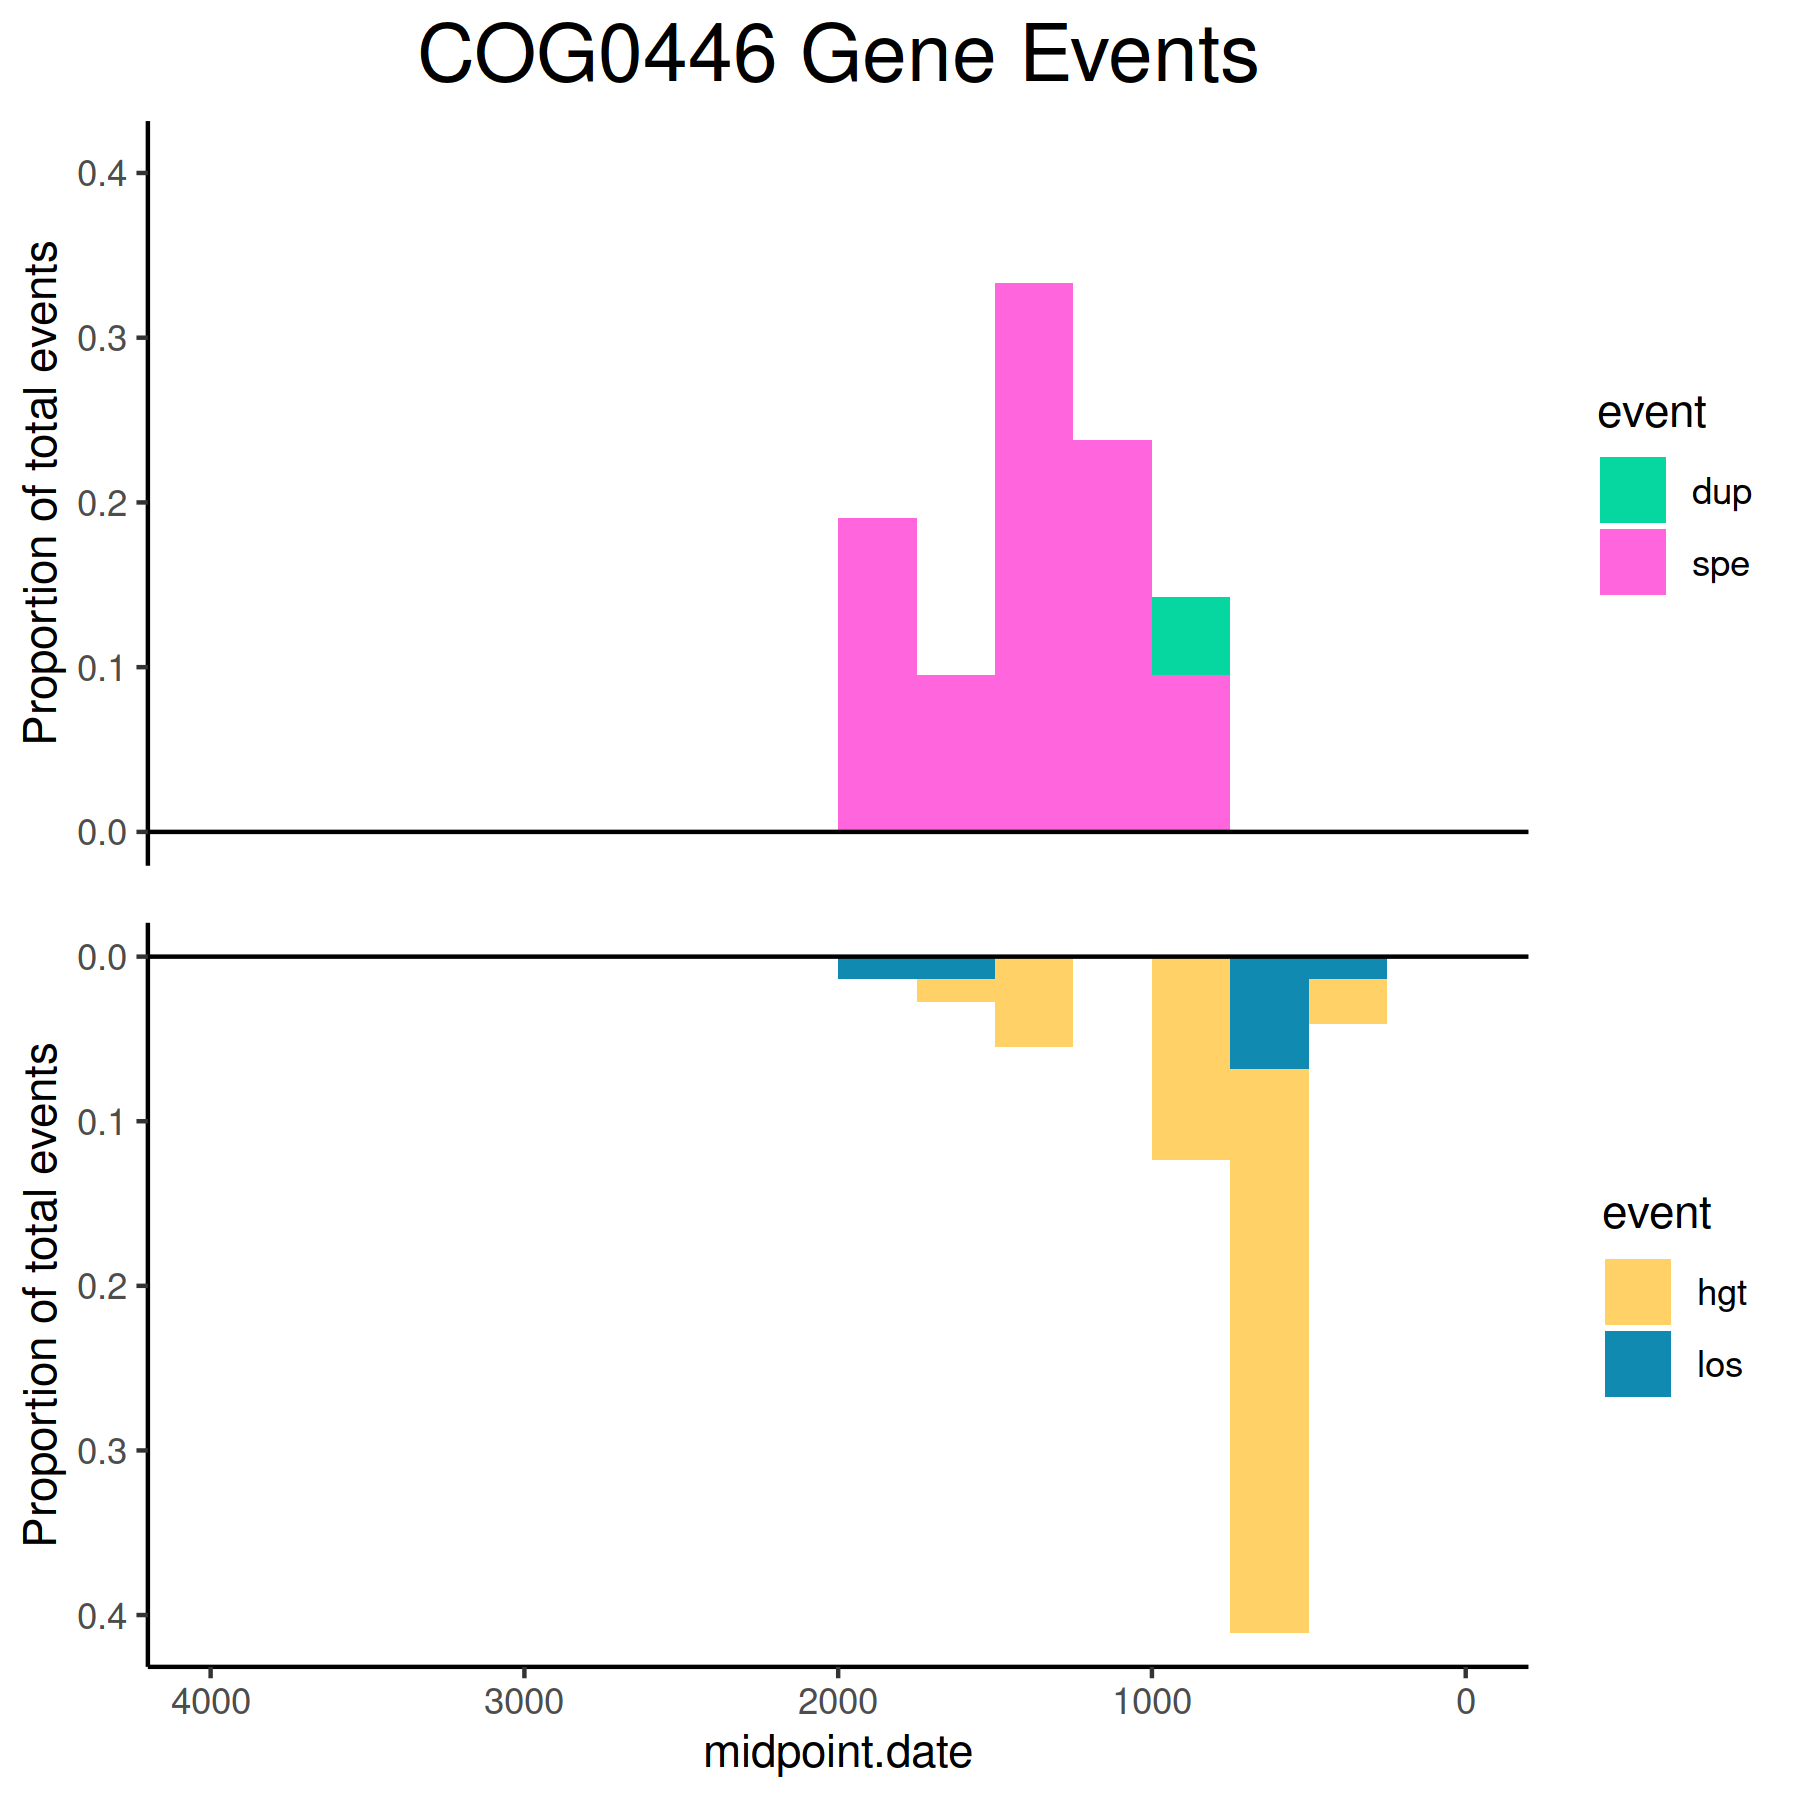 COG0446 Gene Events
Proportion of total events
0.4
0.3
0.2
0.1
0.0
event
dup
spe
Proportion of total events
0.0
0.1
0.2
0.3
0.4
event
hgt
los
4000 3000 2000 1000 0
midpoint.date